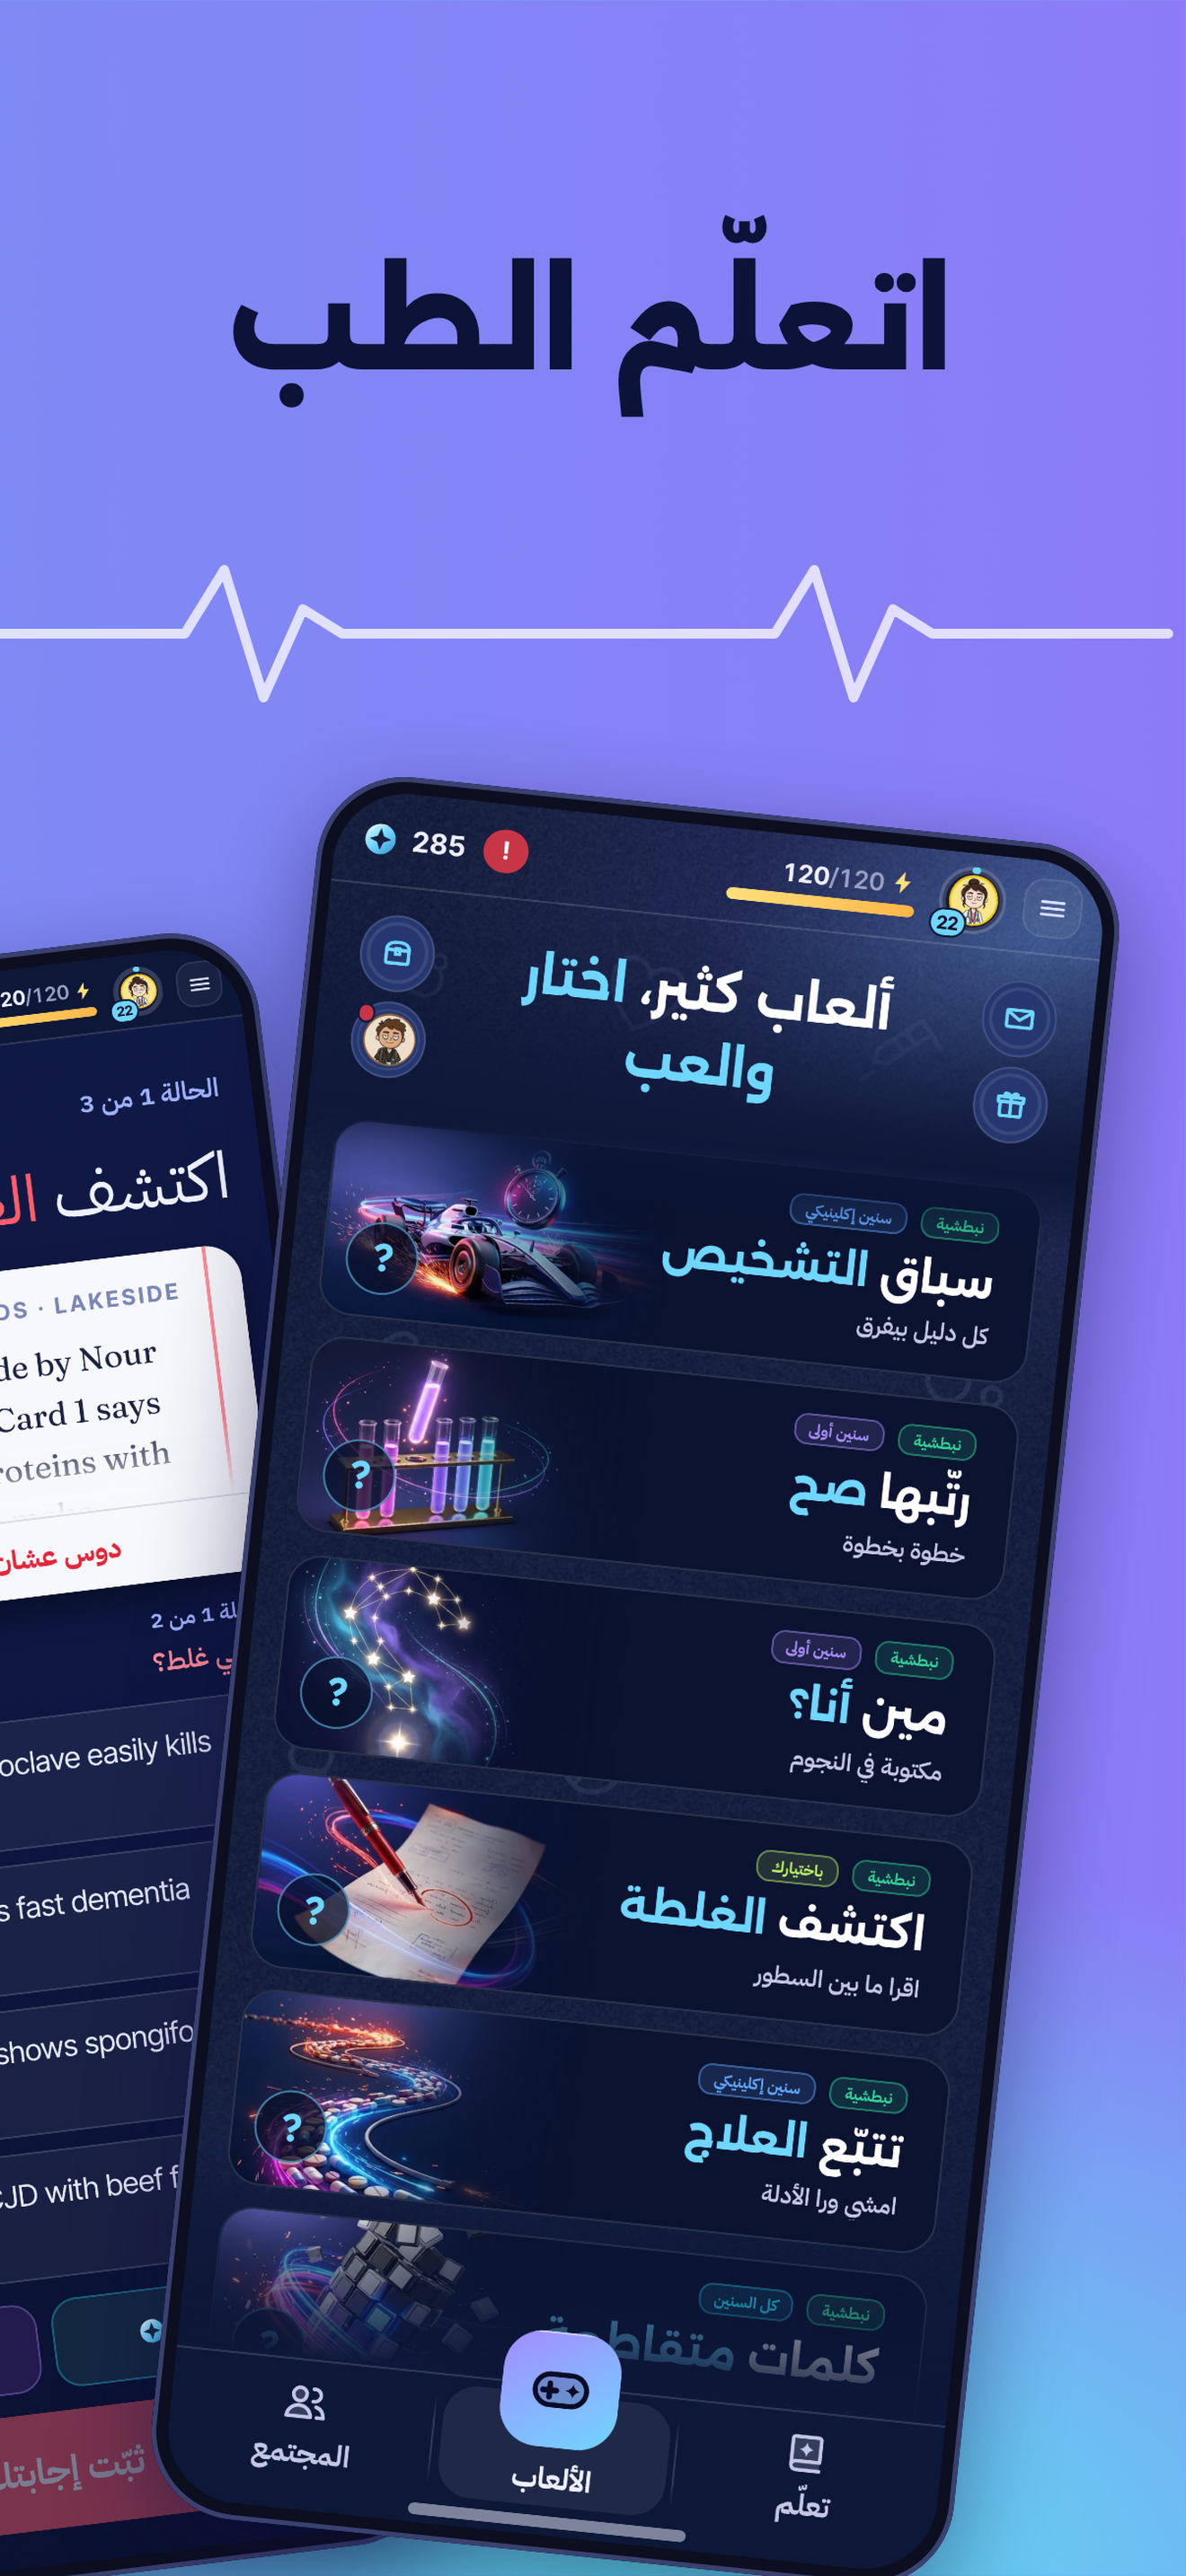 اتعلّم الطب
285
!
120/120
22
ألعاب كثير، اختار
والعب
نبطشية
سنين إكلينيكي
سباق التشخيص
كل دليل بيفرق
?
نبطشية
سنين أولى
رتّبها صح
خطوة بخطوة
?
نبطشية
سنين أولى
مين أنا؟
مكتوبة في النجوم
?
نبطشية
باختيارك
اكتشف الغلطة
اقرا ما بين السطور
?
نبطشية
سنين إكلينيكي
تتبّع العلاج
امشي ورا الأدلة
?
نبطشية
كل السنين
كلمات متقاطعة
?
تعلّم
الألعاب
المجتمع
20/120
22
الحالة 1 من 3
اكتشف
LAKESIDE
de by Nour
Card 1 says
roteins with
دوس عشان
1 من 2
غلط؟
oclave easily kills
s fast dementia
shows spongifo
CJD with beef f
ثبّت إجابتك